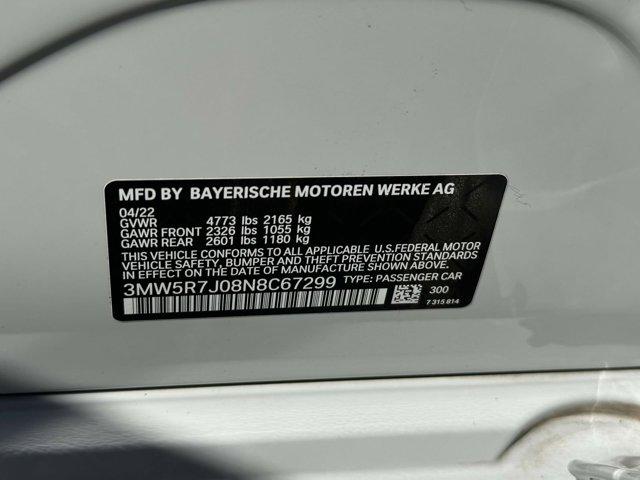 MFD BY BAYERISCHE MOTOREN WERKE AG
04/22
GVWR 4773 lbs 2165 kg
GAWR FRONT 2326 lbs 1055 kg
GAWR REAR 2601 lbs 1180 kg
THIS VEHICLE CONFORMS TO ALL APPLICABLE U.S.FEDERAL MOTOR
VEHICLE SAFETY, BUMPER, AND THEFT PREVENTION STANDARDS
IN EFFECT ON THE DATE OF MANUFACTURE SHOWN ABOVE.
3MW5R7J08N8C67299 TYPE: PASSENGER CAR
300
7 315 814